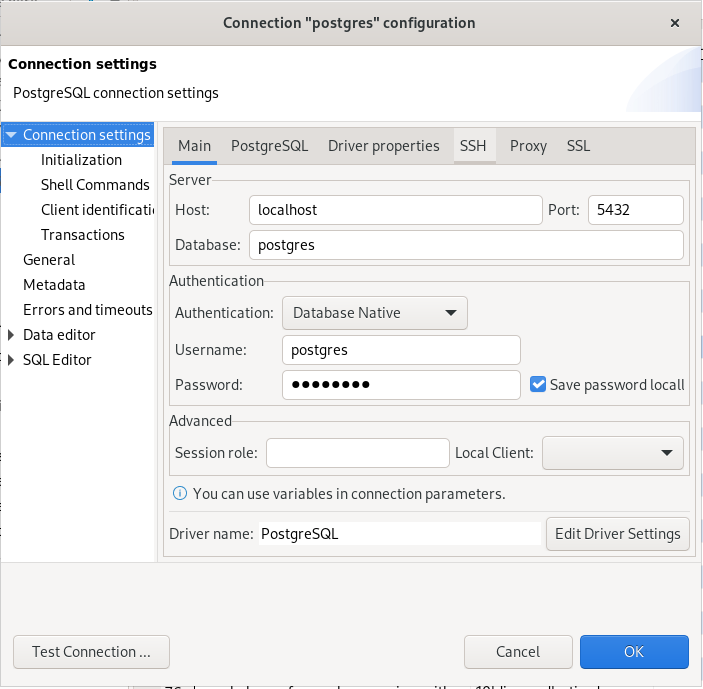 Connection "postgres" configuration
Connection settings
PostgreSQL connection settings
Connection settings
Initialization
Shell Commands
Client identificati
Transactions
General
Metadata
Errors and timeouts
Data editor
SQL Editor
Main PostgreSQL Driver properties SSH Proxy SSL
Server
Host: localhost Port: 5432
Database: postgres
Authentication
Authentication: Database Native
Username: postgres
Password: ●●●●●●●● Save password locall
Advanced
Session role: Local Client:
You can use variables in connection parameters.
Driver name: PostgreSQL Edit Driver Settings
Test Connection ... Cancel OK